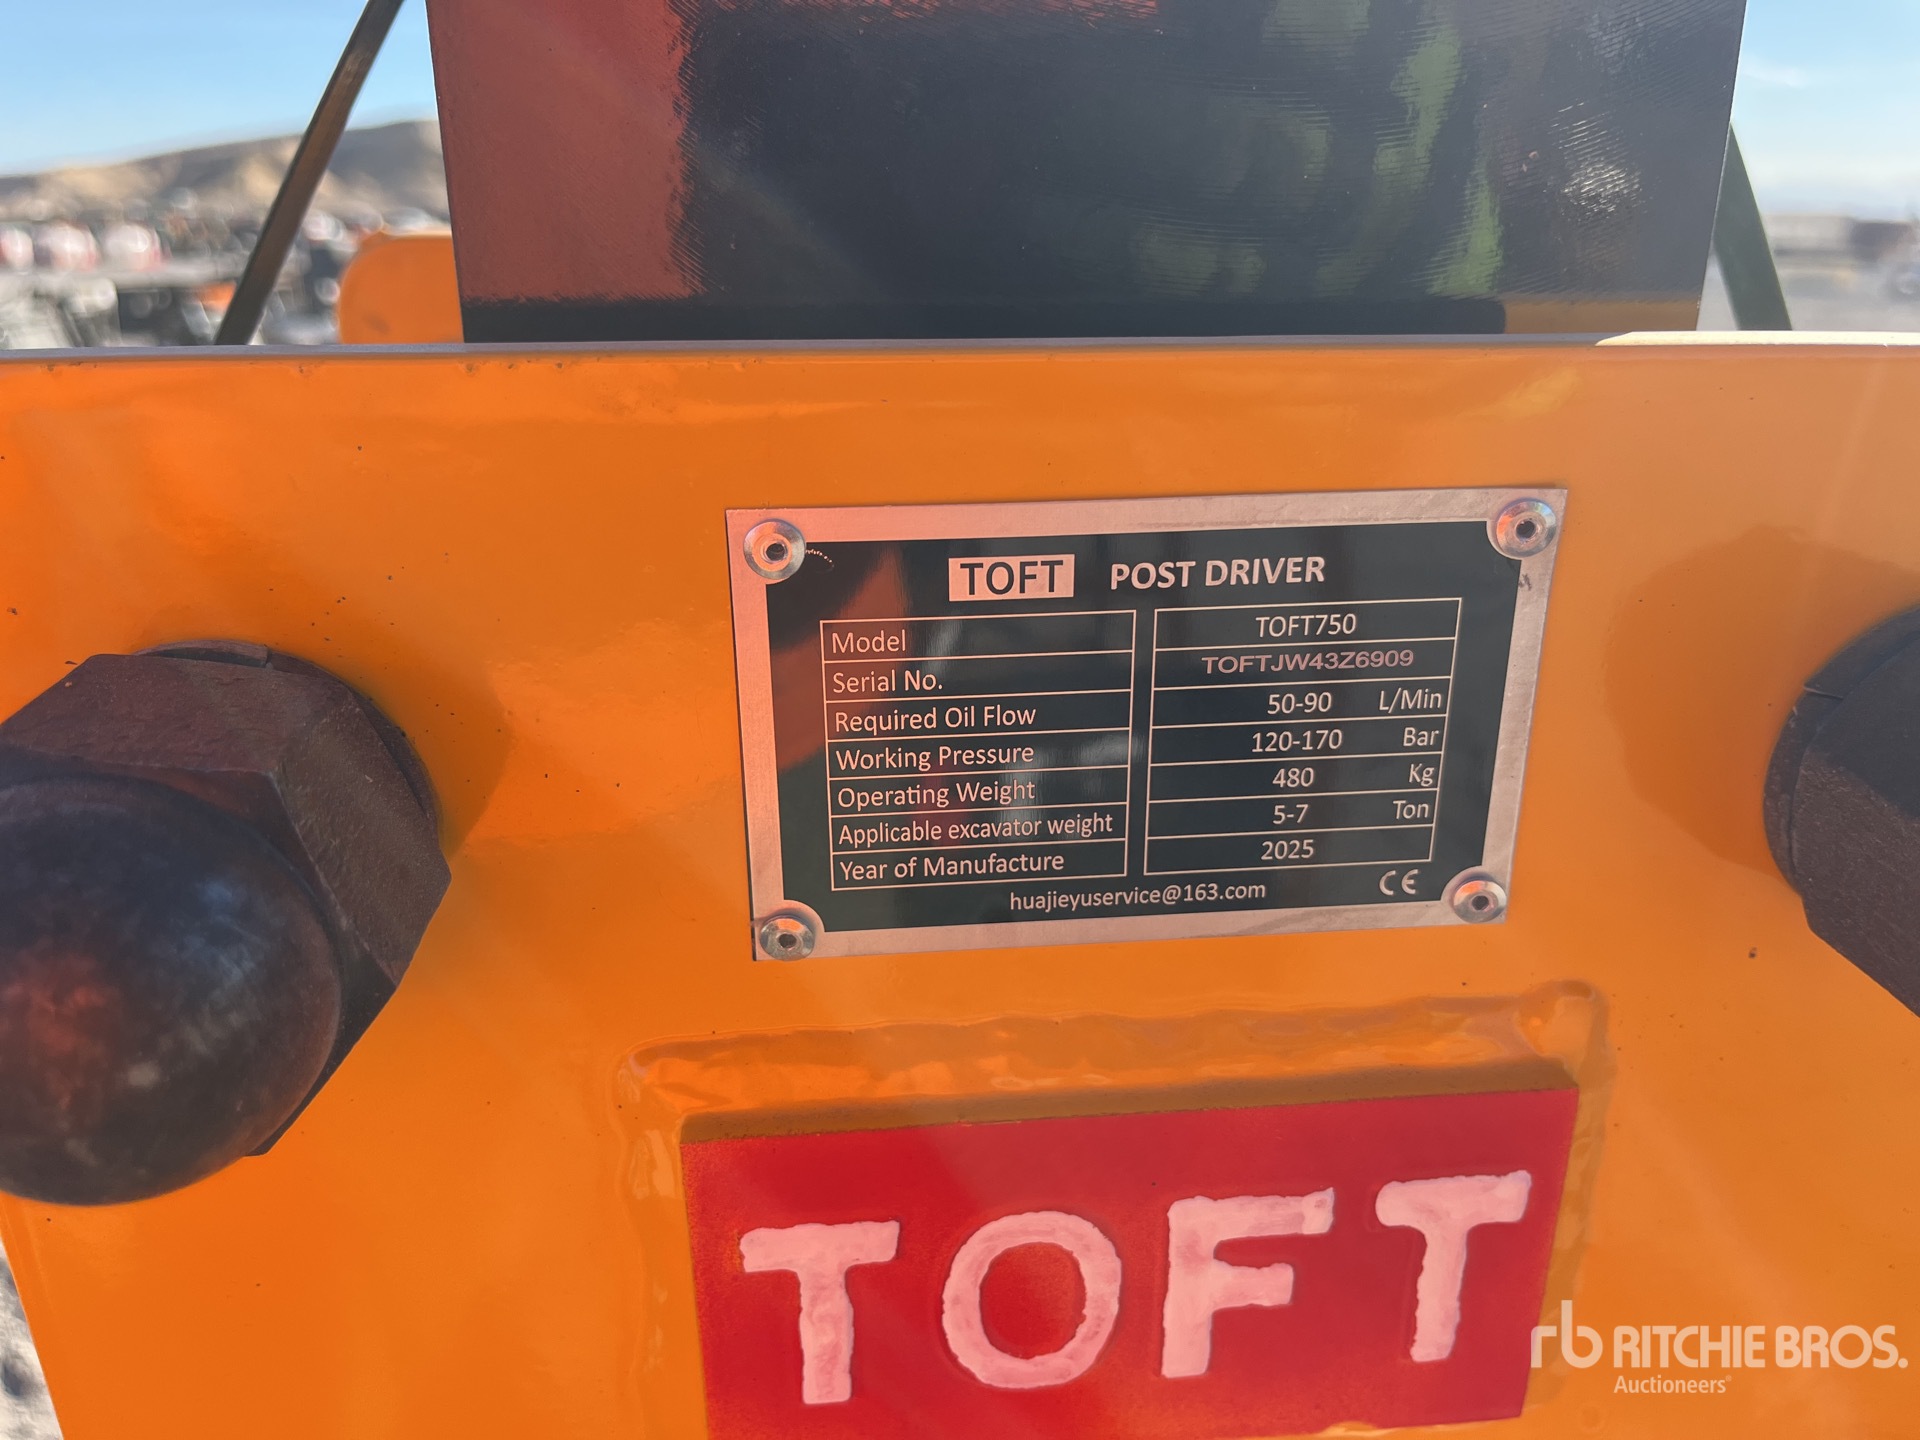 TOFT POST DRIVER
Model TOFT750
Serial No. TOFTJW43Z6909
Required Oil Flow 50-90 L/Min
Working Pressure 120-170 Bar
Operating Weight 480 Kg
Applicable excavator weight 5-7 Ton
Year of Manufacture 2025
huajieyuservice@163.com CE
TOFT
rb RITCHIE BROS.
Auctioneers